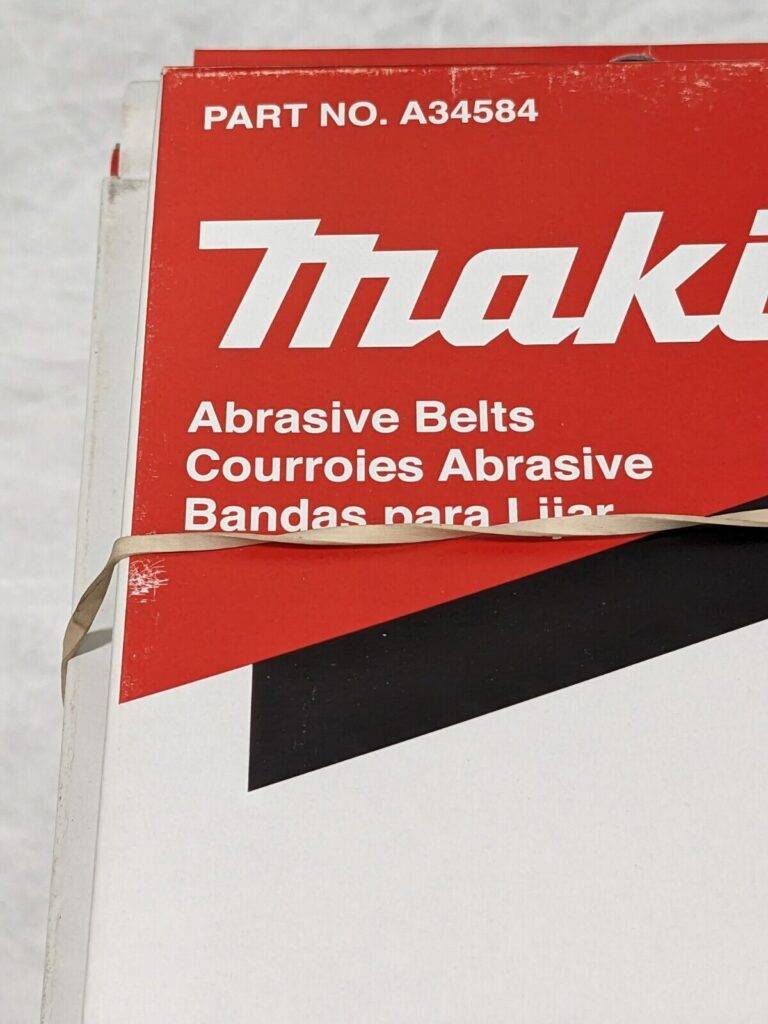 PART NO. A34584
Maki
Abrasive Belts
Courroies Abrasive
Bandas para Lijar